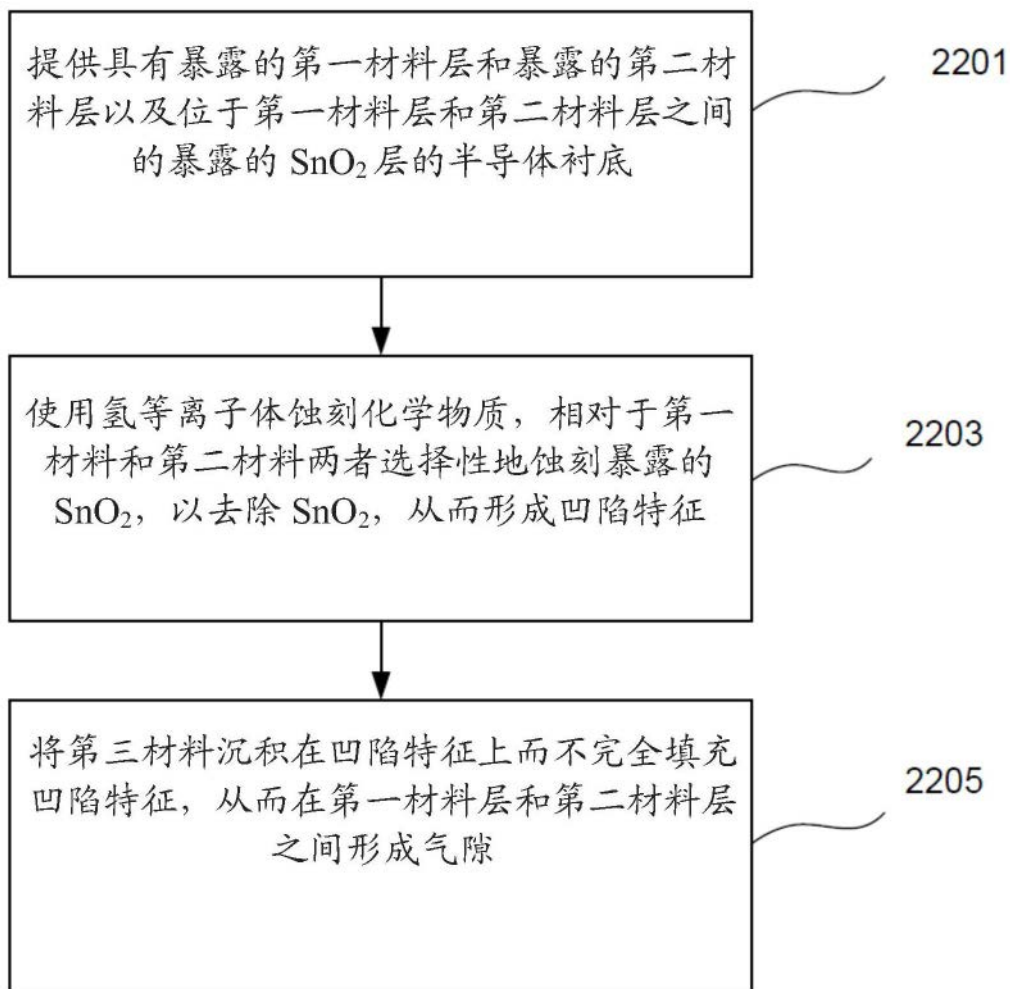 提供具有暴露的第一材料层和暴露的第二材
料层以及位于第一材料层和第二材料层之间
的暴露的 SnO₂ 层的半导体衬底
2201
使用氢等离子体蚀刻化学物质，相对于第一
材料和第二材料两者选择性地蚀刻暴露的
SnO₂，以去除 SnO₂，从而形成凹陷特征
2203
将第三材料沉积在凹陷特征上而不完全填充
凹陷特征，从而在第一材料层和第二材料层
之间形成气隙
2205